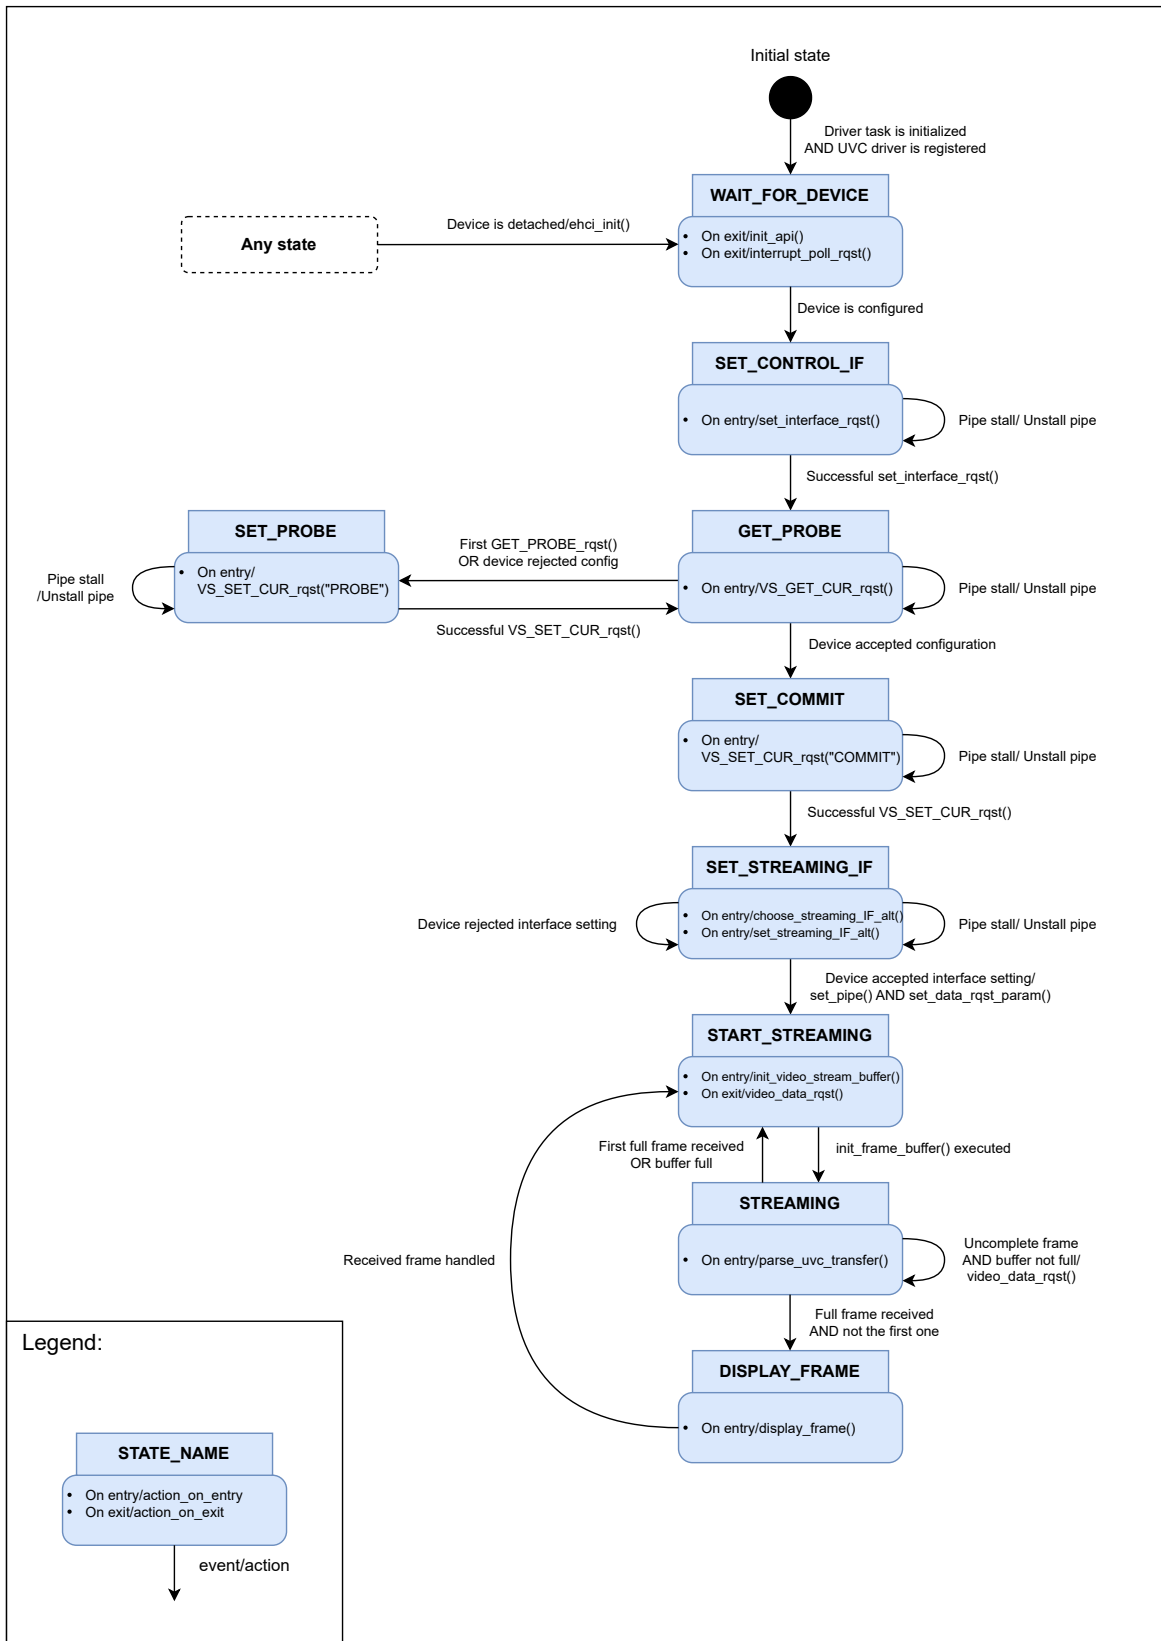 Initial state
Driver task is initialized
AND UVC driver is registered
WAIT_FOR_DEVICE
• On exit/init_api()
• On exit/interrupt_poll_rqst()
Any state
Device is detached/ehci_init()
Device is configured
SET_CONTROL_IF
• On entry/set_interface_rqst()
Pipe stall/ Unstall pipe
Successful set_interface_rqst()
SET_PROBE
• On entry/
VS_SET_CUR_rqst("PROBE")
Pipe stall
/Unstall pipe
First GET_PROBE_rqst()
OR device rejected config
Successful VS_SET_CUR_rqst()
GET_PROBE
• On entry/VS_GET_CUR_rqst()
Pipe stall/ Unstall pipe
Device accepted configuration
SET_COMMIT
• On entry/
VS_SET_CUR_rqst("COMMIT")
Pipe stall/ Unstall pipe
Successful VS_SET_CUR_rqst()
SET_STREAMING_IF
• On entry/choose_streaming_IF_alt()
• On entry/set_streaming_IF_alt()
Device rejected interface setting
Pipe stall/ Unstall pipe
Device accepted interface setting/
set_pipe() AND set_data_rqst_param()
START_STREAMING
• On entry/init_video_stream_buffer()
• On exit/video_data_rqst()
First full frame received
OR buffer full
init_frame_buffer() executed
STREAMING
• On entry/parse_uvc_transfer()
Uncomplete frame
AND buffer not full/
video_data_rqst()
Received frame handled
Full frame received
AND not the first one
DISPLAY_FRAME
• On entry/display_frame()
Legend:
STATE_NAME
• On entry/action_on_entry
• On exit/action_on_exit
event/action